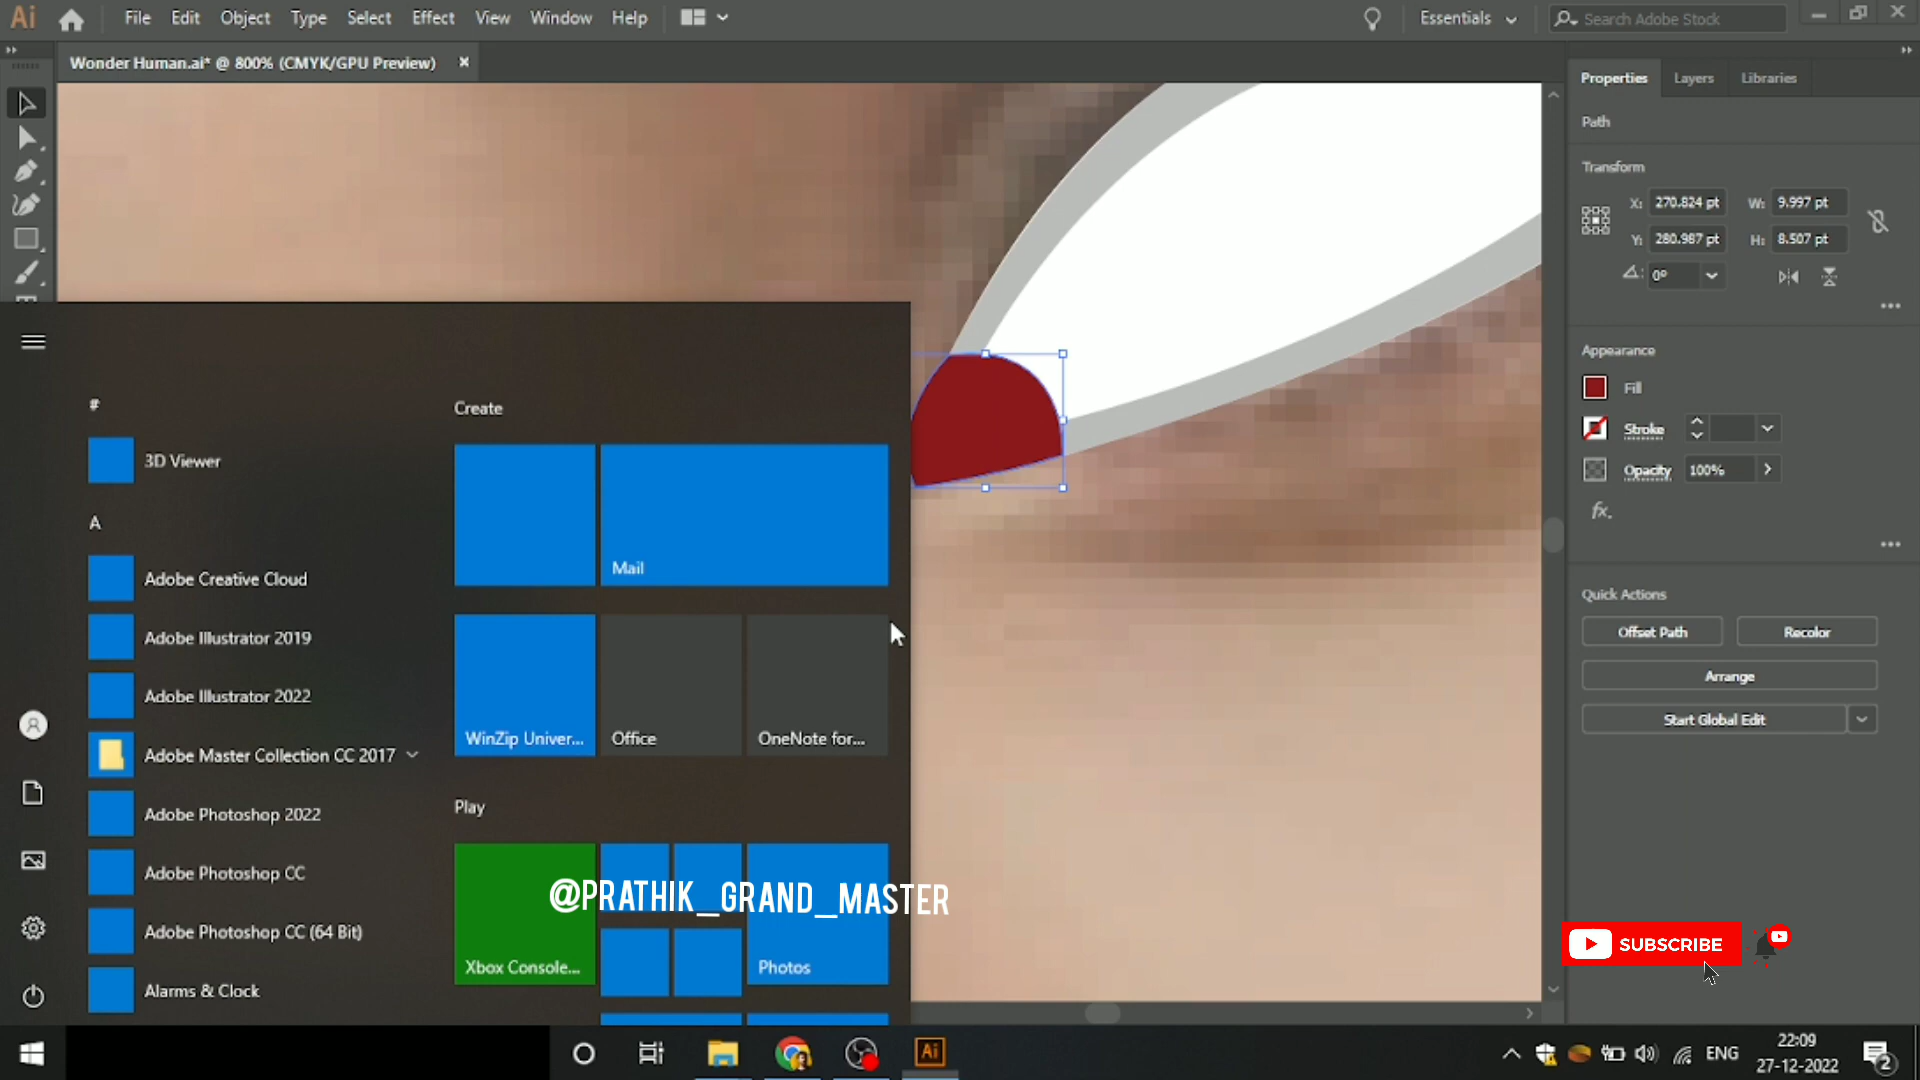 Ai File Edit Object Type Select Effect View Window Help Essentials Search Adobe Stock
Wonder Human.ai* @ 800% (CMYK/GPU Preview) ×
Properties Layers Libraries
Path
Transform
X: 270.824 pt W: 9.997 pt
Y: 280.987 pt H: 8.507 pt
0°
Appearance
Fill
Stroke
Opacity 100%
fx.
Quick Actions
Offset Path Recolor
Arrange
Start Global Edit
#
3D Viewer
A
Adobe Creative Cloud
Adobe Illustrator 2019
Adobe Illustrator 2022
Adobe Master Collection CC 2017
Adobe Photoshop 2022
Adobe Photoshop CC
Adobe Photoshop CC (64 Bit)
Alarms & Clock
Create
Mail
WinZip Univer... Office OneNote for...
Play
Xbox Console... Photos
@PRATHIK_GRAND_MASTER
SUBSCRIBE
Ai
ENG
22:09
27-12-2022
2